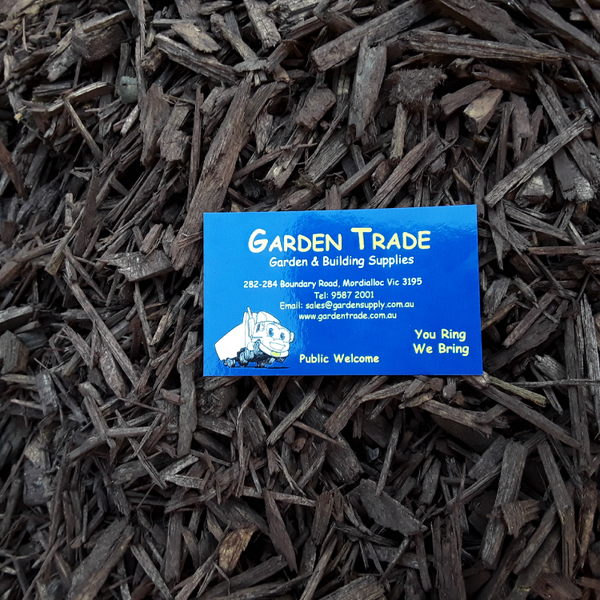 GARDEN TRADE
Garden & Building Supplies
282-284 Boundary Road, Mordialloc Vic 3195
Tel: 9587 2001
Email: sales@gardensupply.com.au
www.gardentrade.com.au
You Ring
We Bring
Public Welcome